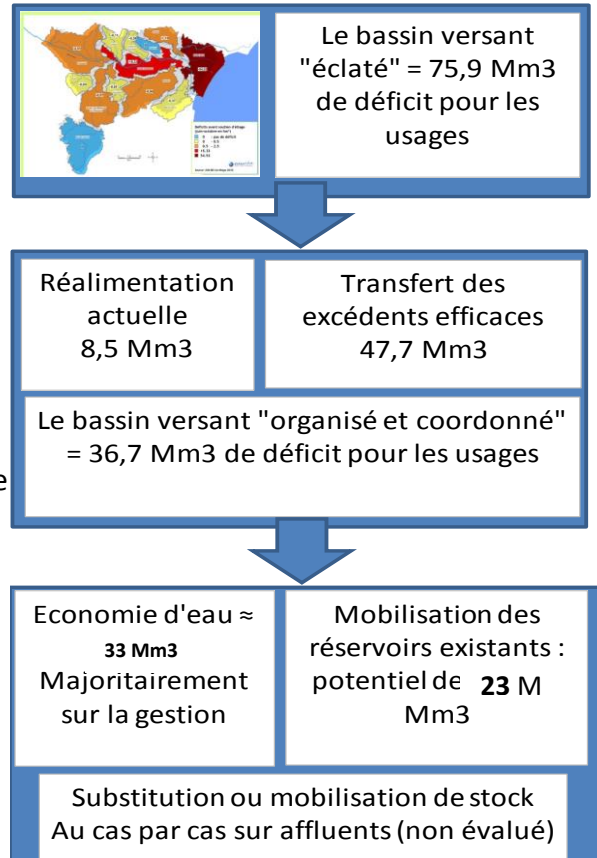 Le bassin versant
"éclaté" = 75,9 Mm3
de déficit pour les
usages
Réalimentation
actuelle
8,5 Mm3
Transfert des
excédents efficaces
47,7 Mm3
Le bassin versant "organisé et coordonné"
= 36,7 Mm3 de déficit pour les usages
e
Economie d'eau ≈
33 Mm3
Majoritairement
sur la gestion
Mobilisation des
réservoirs existants :
potentiel de 23 M
Mm3
Substitution ou mobilisation de stock
Au cas par cas sur affluents (non évalué)